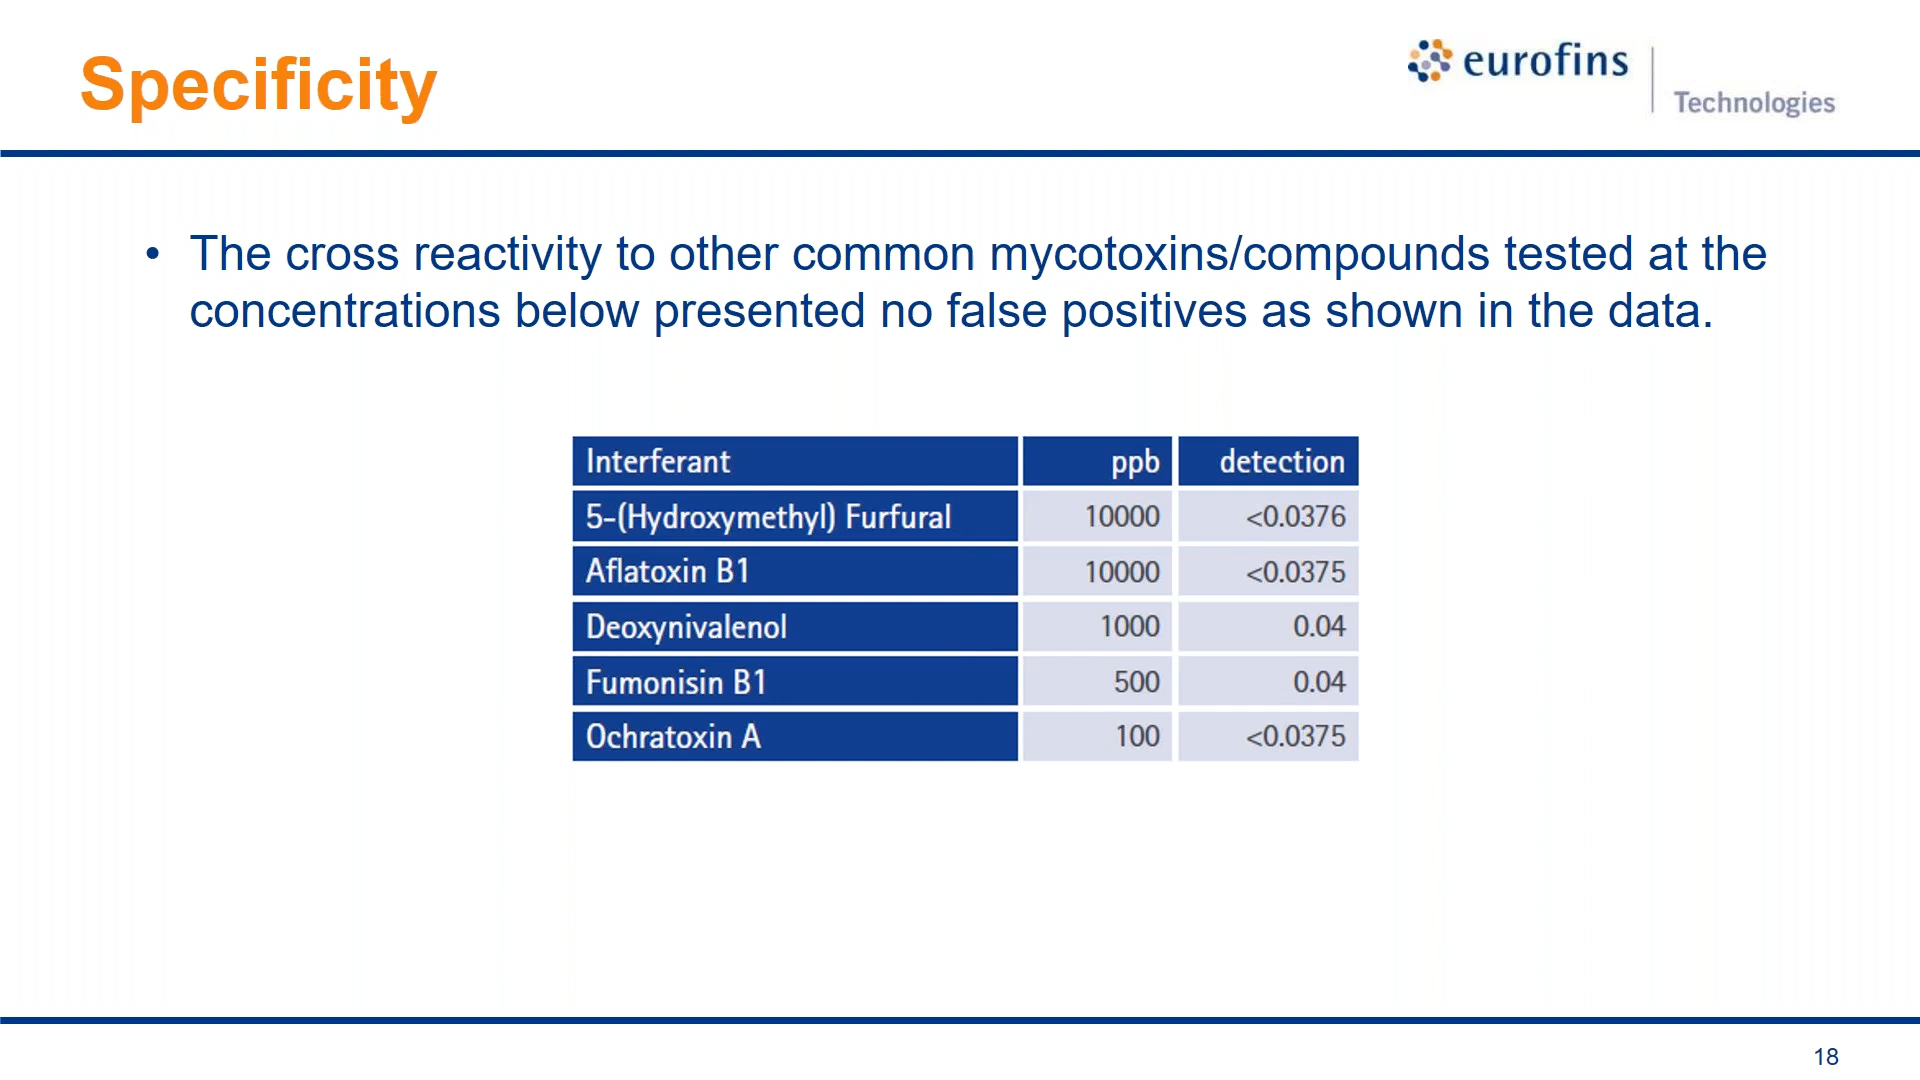 Specificity
eurofins
Technologies
• The cross reactivity to other common mycotoxins/compounds tested at the
concentrations below presented no false positives as shown in the data.
Interferant ppb detection
5-(Hydroxymethyl) Furfural 10000 <0.0376
Aflatoxin B1 10000 <0.0375
Deoxynivalenol 1000 0.04
Fumonisin B1 500 0.04
Ochratoxin A 100 <0.0375
18